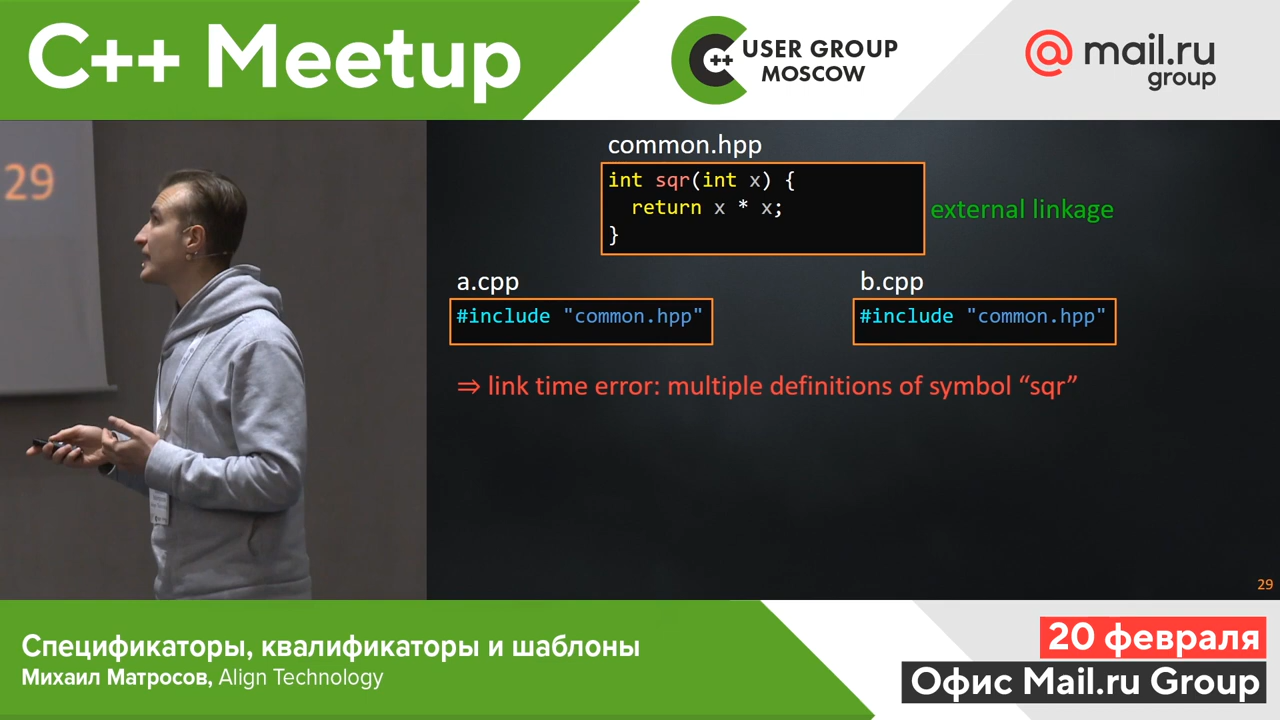 C++ Meetup
C++ USER GROUP
MOSCOW
@mail.ru
group
29
common.hpp
int sqr(int x) {
return x * x;
}
external linkage
a.cpp
b.cpp
#include "common.hpp"
#include "common.hpp"
⇒ link time error: multiple definitions of symbol “sqr”
29
Спецификаторы, квалификаторы и шаблоны
Михаил Матросов, Align Technology
20 февраля
Офис Mail.ru Group